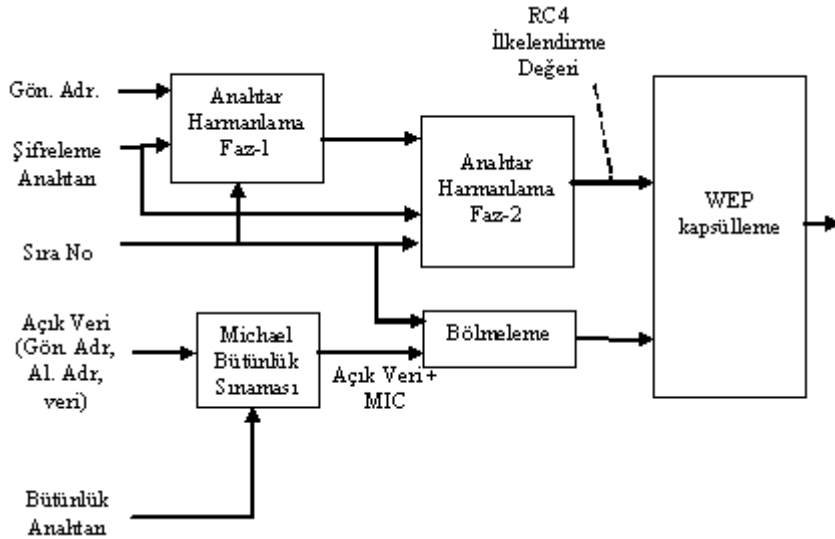 RC4
İlkelendirme
Değeri
Gön. Adr.
Anahtar
Harmanlama
Faz-1
Şifreleme
Anahtarı
Anahtar
Harmanlama
Faz-2
WEP
kapsülleme
Sıra No
Açık Veri
(Gön. Adr,
Al. Adr,
veri)
Michael
Bütünlük
Sınaması
Bölmeleme
Açık Veri +
MIC
Bütünlük
Anahtarı